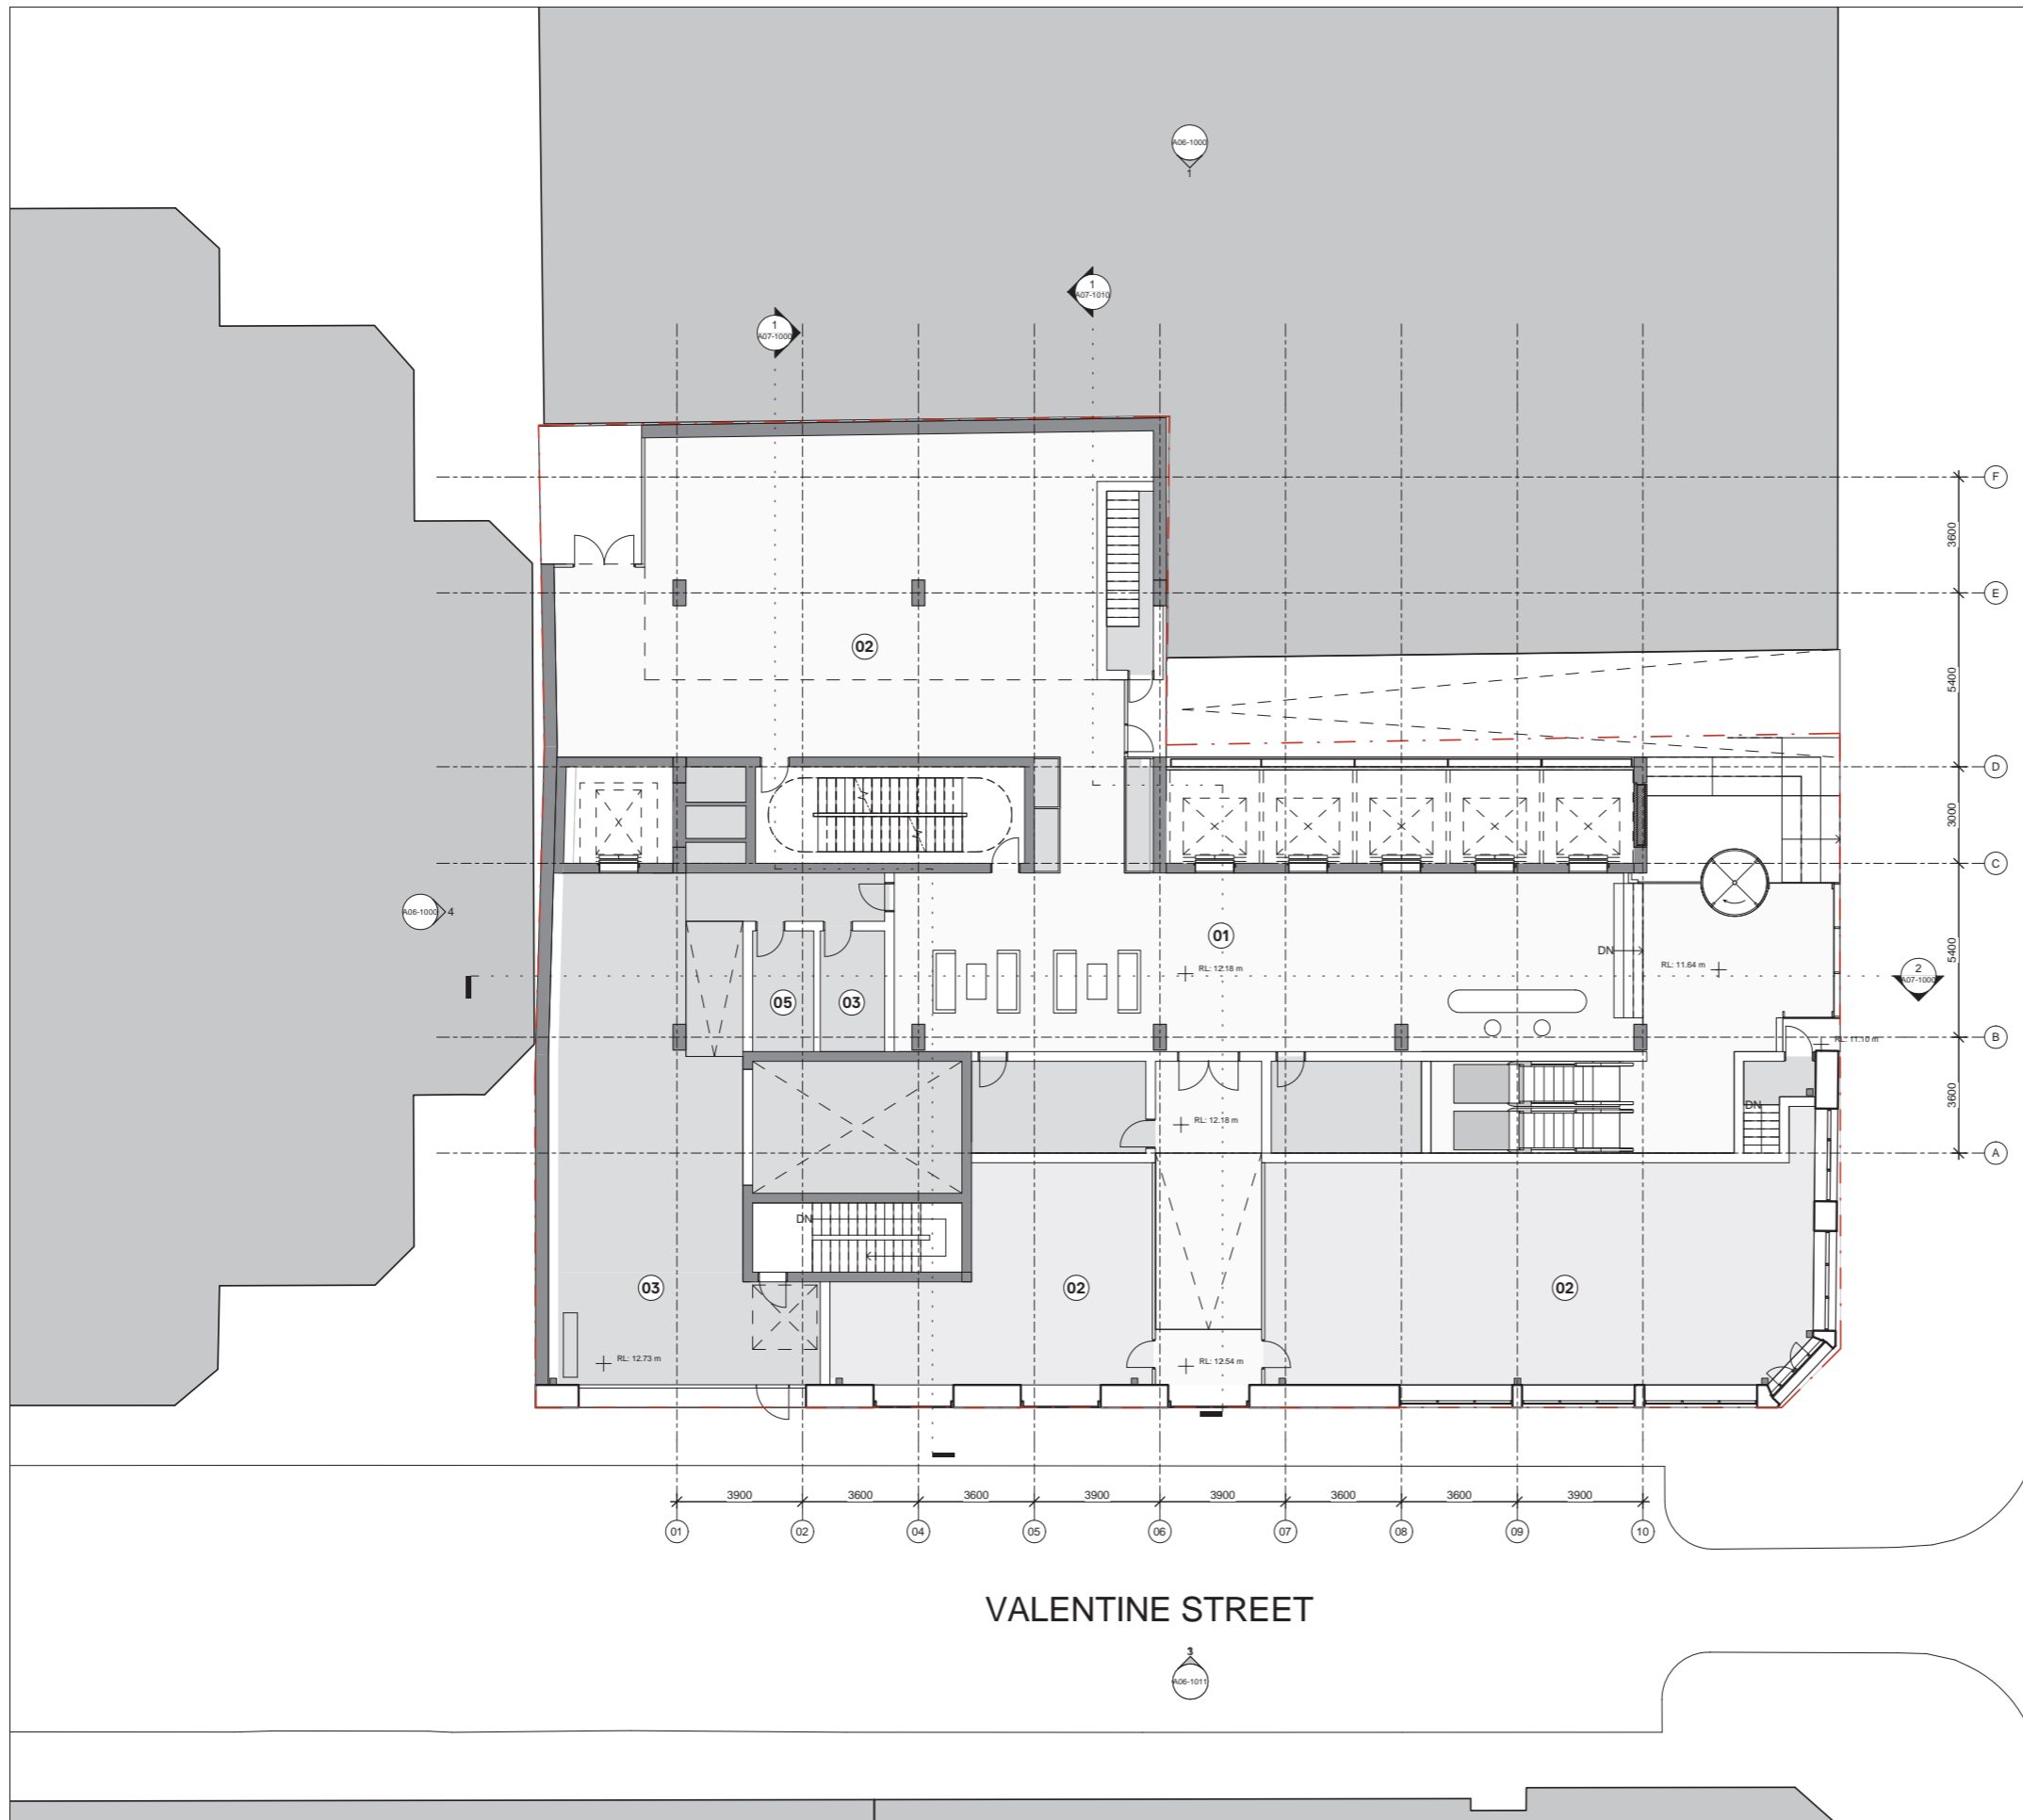 A06-1000
1
1
A07-1010
1
A07-1000
F
3600
E
02
5400
D
3000
C
A06-1000
4
01
5400
DN
RL: 12.18 m
RL: 11.64 m
2
A07-1000
05
03
B
RL: 11.10 m
3600
DN
RL: 12.18 m
A
DN
03
02
02
RL: 12.73 m
RL: 12.54 m
3900
3600
3600
3900
3900
3600
3600
3900
01
02
04
05
06
07
08
09
10
VALENTINE STREET
3
A06-1011